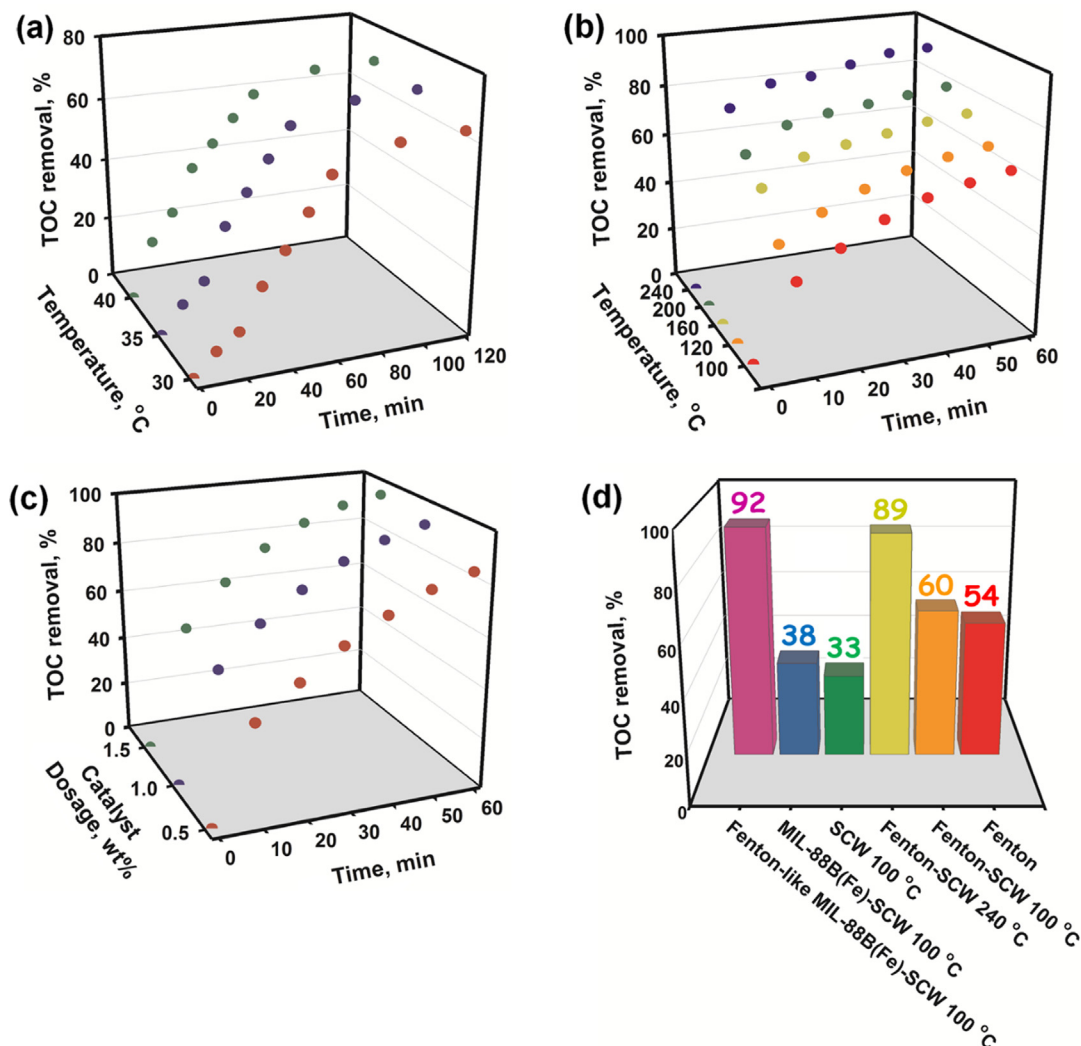 (a)
80
60
40
20
0
TOC removal, %
40
35
30
Temperature, °C
0
20
40
60
80
100
120
Time, min
(b)
100
80
60
40
20
0
TOC removal, %
240
200
160
120
100
Temperature, °C
0
10
20
30
40
50
60
Time, min
(c)
100
80
60
40
20
0
TOC removal, %
1.5
1.0
0.5
Catalyst
Dosage, wt%
0
10
20
30
40
50
60
Time, min
(d)
100
80
60
40
20
0
TOC removal, %
92
38
33
89
60
54
Fenton-like MIL-88B(Fe)-SCW 100 °C
MIL-88B(Fe)-SCW 100 °C
SCW 100 °C
Fenton-SCW 240 °C
Fenton-SCW 100 °C
Fenton